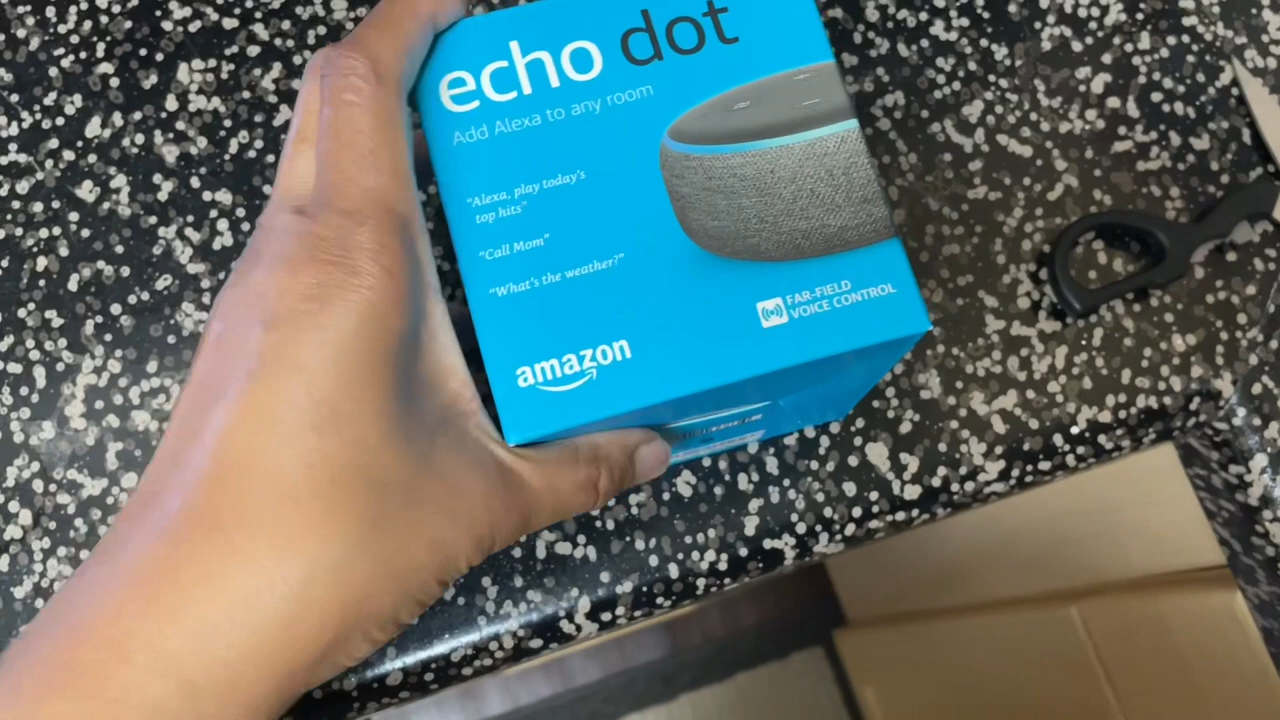 echo dot
Add Alexa to any room
“Alexa, play today's
top hits”
“Call Mom”
“What's the weather?”
FAR-FIELD
VOICE CONTROL
amazon